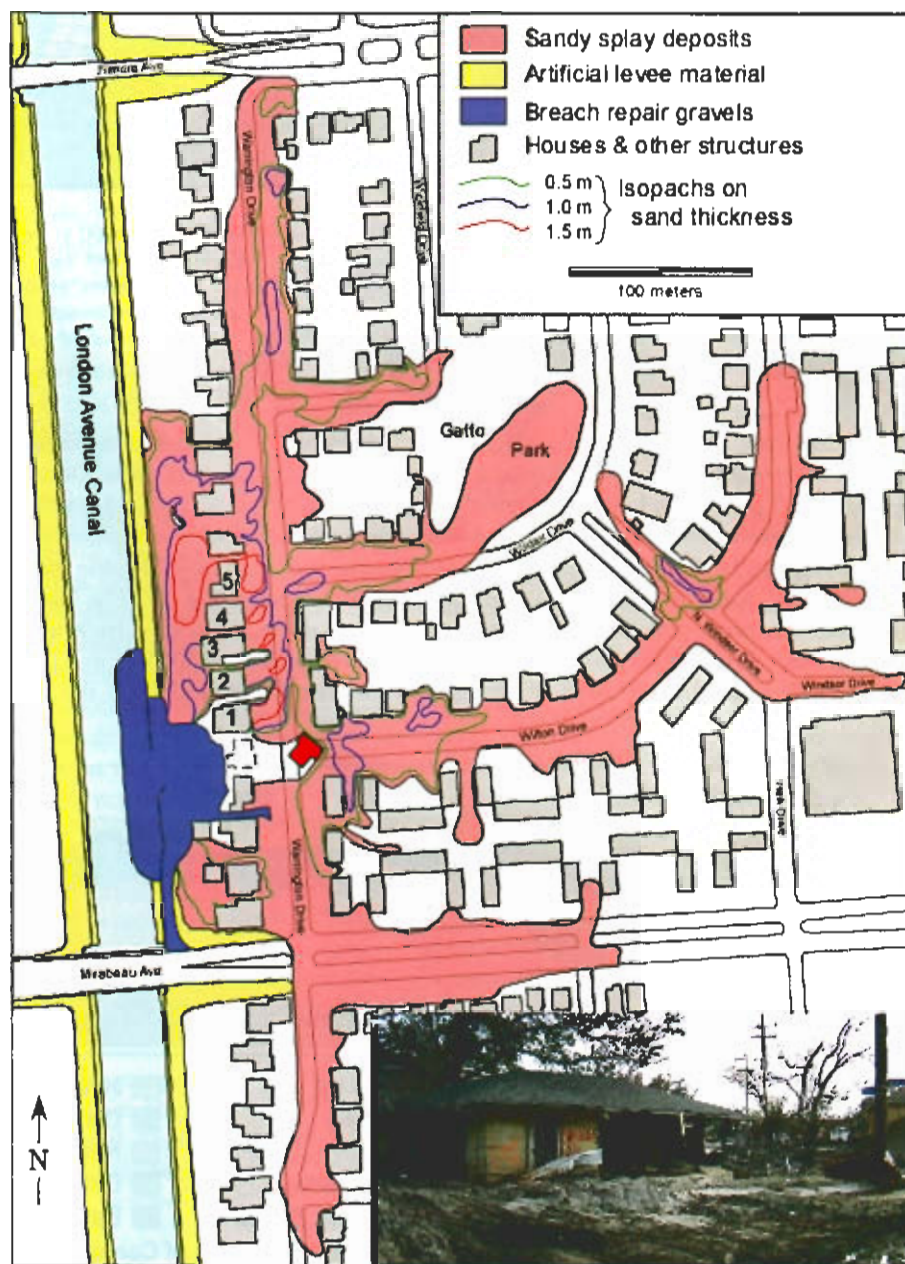 Sandy splay deposits
Artificial levee material
Breach repair gravels
Houses & other structures
0.5 m
1.0 m
1.5 m
Isopachs on
sand thickness
100 meters
Warrington Drive
London Avenue Canal
Gatto
Park
5
4
3
2
1
N. Windsor Drive
Windsor Drive
Wilton Drive
Warrington Drive
Mirabeau Ave
N